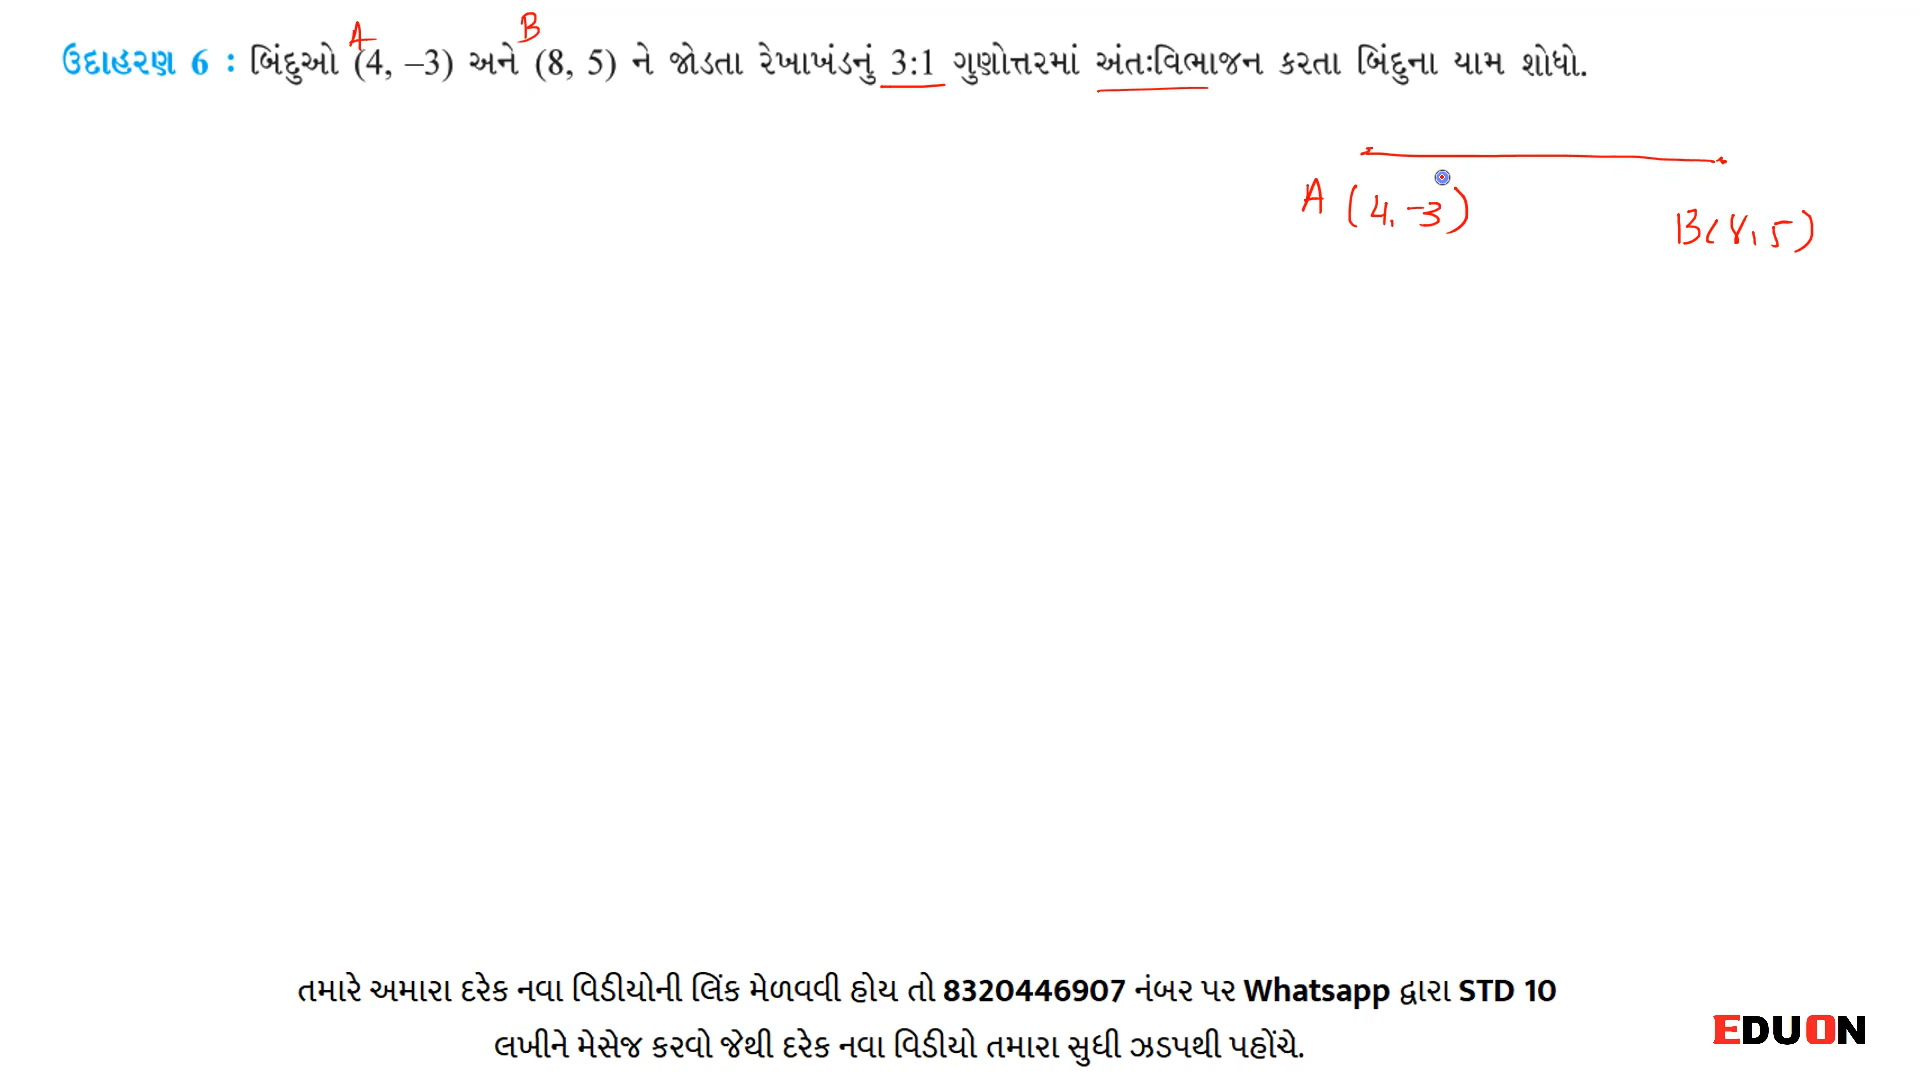 A B
ઉદાહરણ 6 : બિંદુઓ (4, –3) અને (8, 5) ને જોડતા રેખાખંડનું 3:1 ગુણોત્તરમાં અંતઃવિભાજન કરતા બિંદુના યામ શોધો.
A (4, -3)
B(8, 5)
તમારે અમારા દરેક નવા વિડીયોની લિંક મેળવવી હોય તો 8320446907 નંબર પર Whatsapp દ્વારા STD 10
લખીને મેસેજ કરવો જેથી દરેક નવા વિડીયો તમારા સુધી ઝડપથી પહોંચે.
EDUON